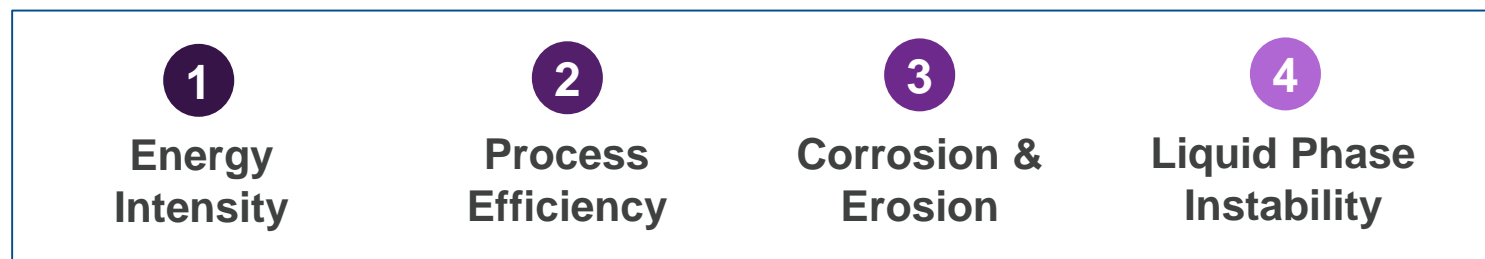 1
Energy
Intensity
2
Process
Efficiency
3
Corrosion &
Erosion
4
Liquid Phase
Instability